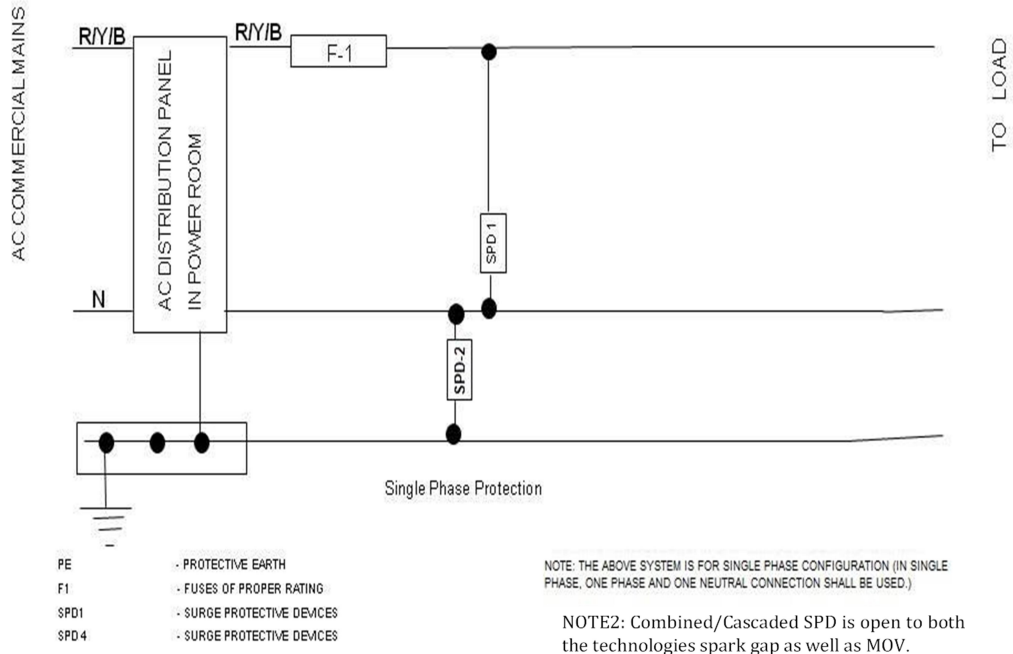 AC COMMERCIAL MAINS
R/Y/B
R/Y/B
F-1
AC DISTRIBUTION PANEL
IN POWER ROOM
TO LOAD
SPD 1
N
SPD-2
Single Phase Protection
PE - PROTECTIVE EARTH
F1 - FUSES OF PROPER RATING
SPD1 - SURGE PROTECTIVE DEVICES
SPD 4 - SURGE PROTECTIVE DEVICES
NOTE: THE ABOVE SYSTEM IS FOR SINGLE PHASE CONFIGURATION (IN SINGLE
PHASE, ONE PHASE AND ONE NEUTRAL CONNECTION SHALL BE USED.)
NOTE2: Combined/Cascaded SPD is open to both
the technologies spark gap as well as MOV.